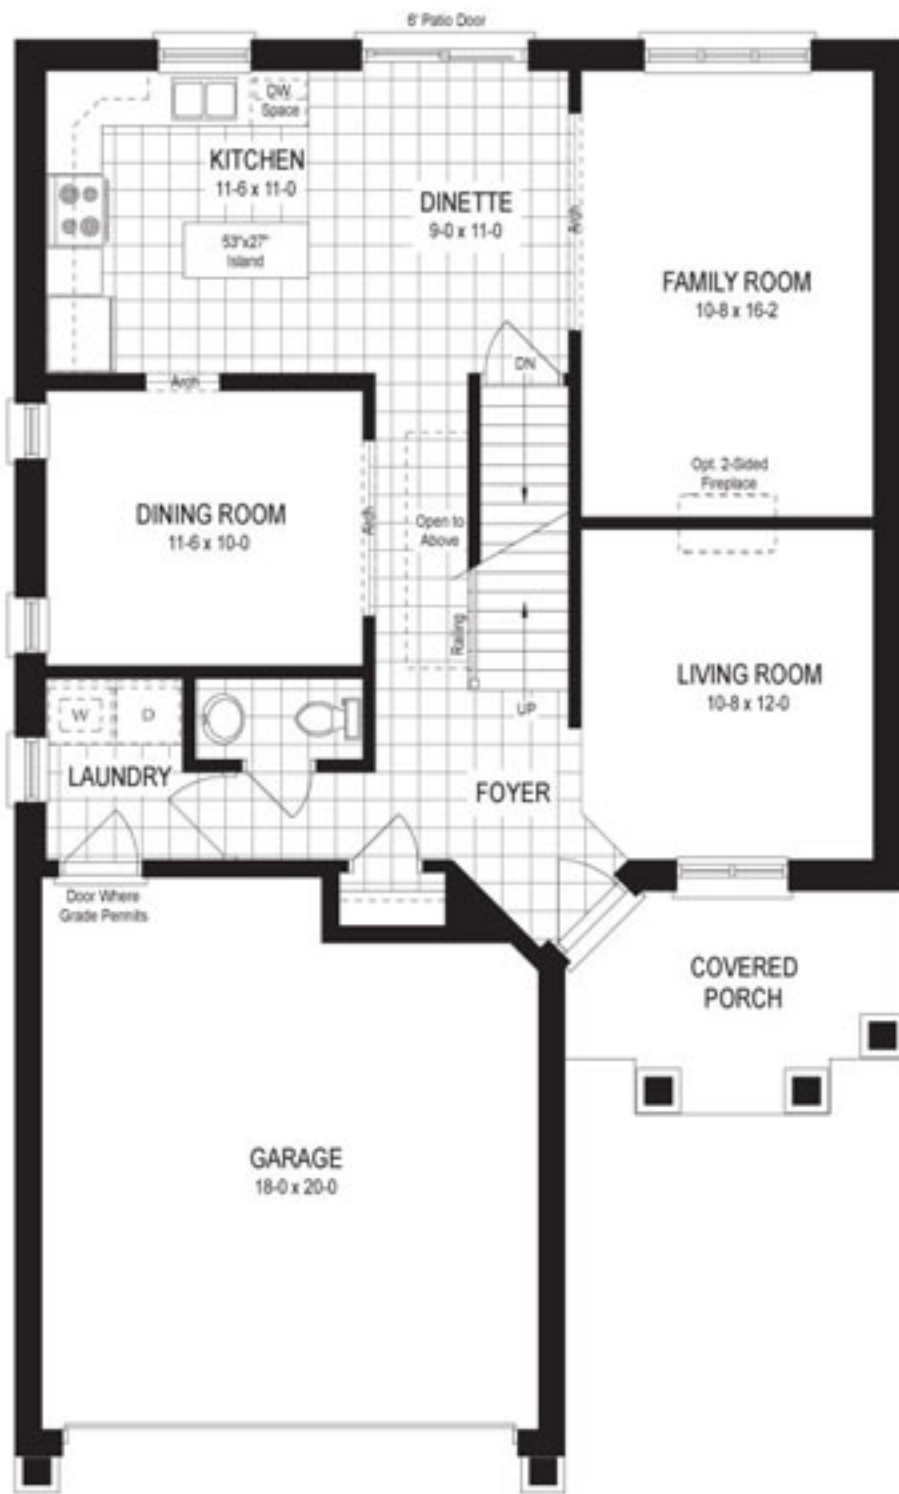 6' Patio Door
DW
Space
KITCHEN
11-6 x 11-0
DINETTE
9-0 x 11-0
53"x27"
Island
Arch
FAMILY ROOM
10-8 x 16-2
DN
Arch
Opt. 2-Sided
Fireplace
DINING ROOM
11-6 x 10-0
Arch
Open to
Above
Railing
LIVING ROOM
10-8 x 12-0
W
D
UP
LAUNDRY
FOYER
Door Where
Grade Permits
COVERED
PORCH
GARAGE
18-0 x 20-0